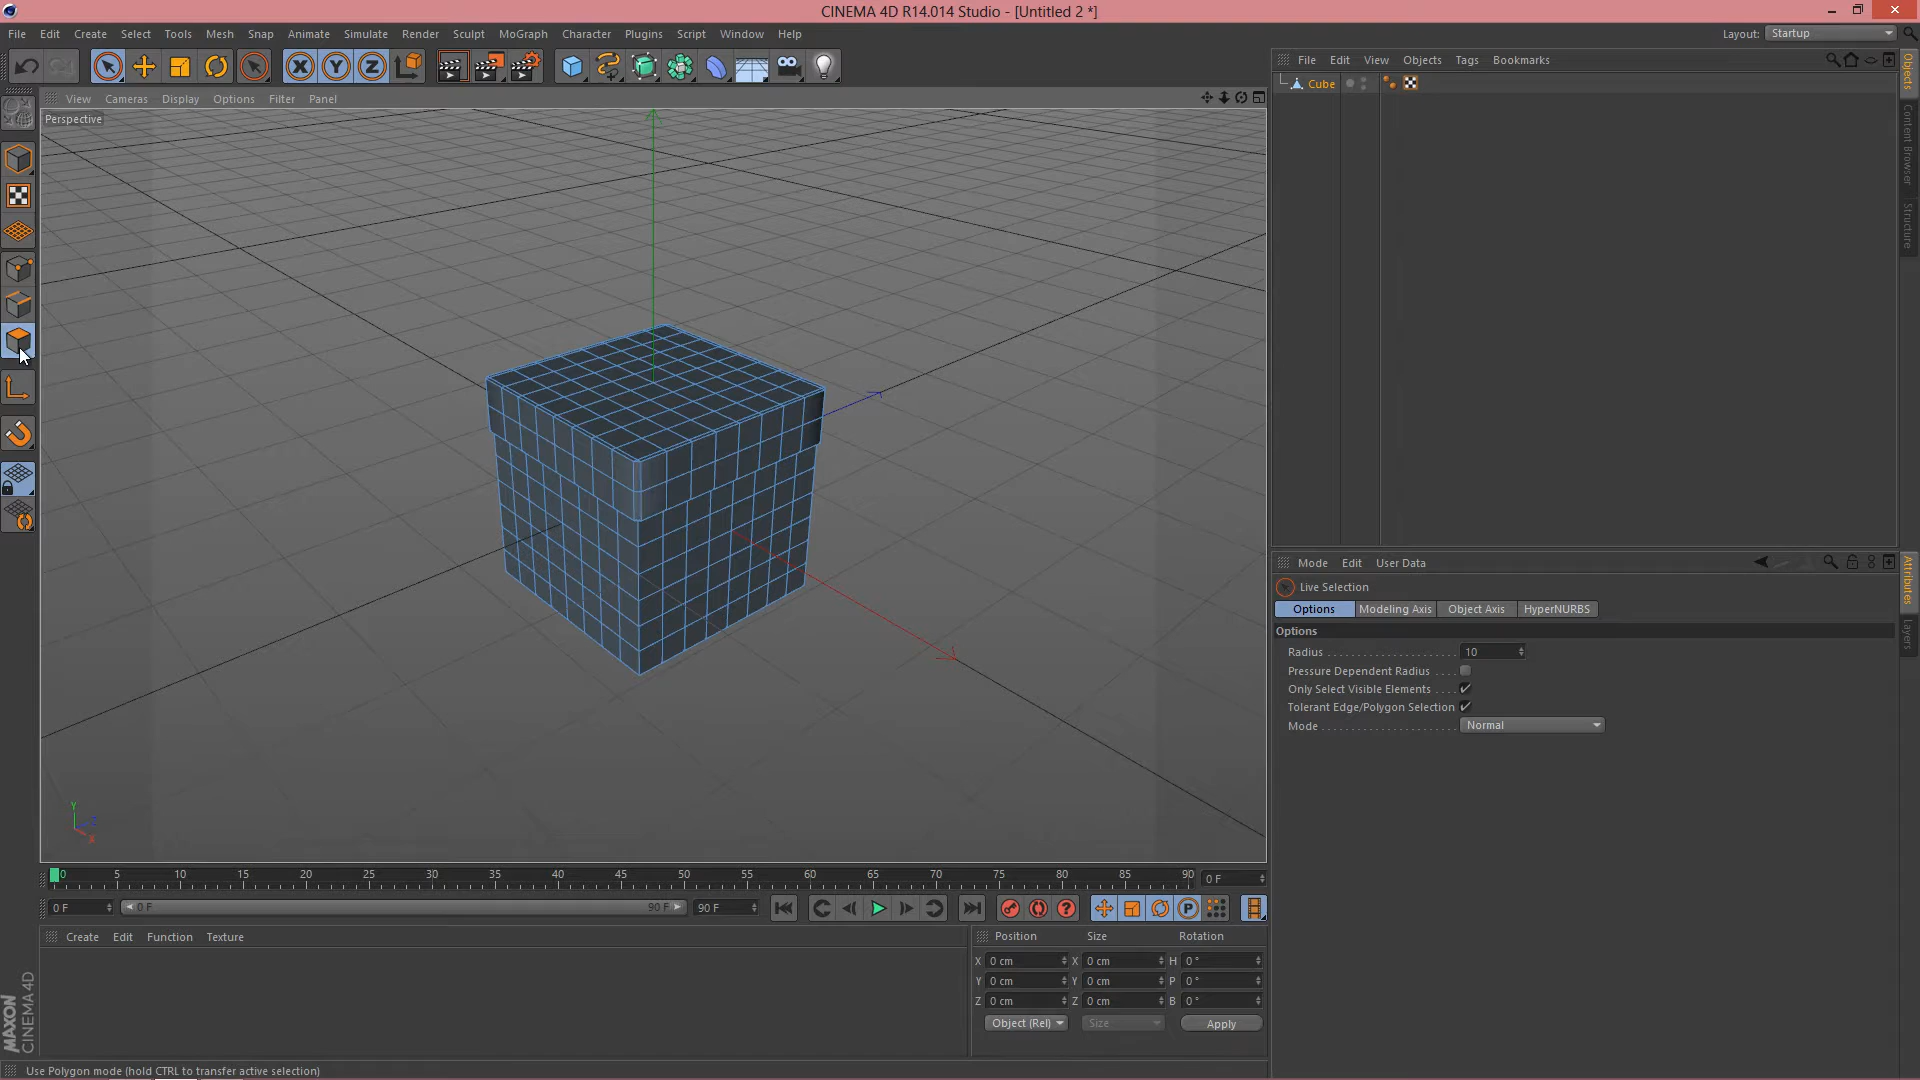 CINEMA 4D R14.014 Studio - [Untitled 2 *]
File Edit Create Select Tools Mesh Snap Animate Simulate Render Sculpt MoGraph Character Plugins Script Window Help
Layout: Startup
View Cameras Display Options Filter Panel
Perspective
File Edit View Objects Tags Bookmarks
Cube
Objects
Content Browser
Structure
Mode Edit User Data
Live Selection
Options Modeling Axis Object Axis HyperNURBS
Options
Radius 10
Pressure Dependent Radius
Only Select Visible Elements
Tolerant Edge/Polygon Selection
Mode Normal
Attributes
Layers
Y
Z
X
0 5 10 15 20 25 30 35 40 45 50 55 60 65 70 75 80 85 90
0 F
0 F
0 F 90 F
90 F
P
Create Edit Function Texture
Position Size Rotation
X 0 cm X 0 cm H 0 °
Y 0 cm Y 0 cm P 0 °
Z 0 cm Z 0 cm B 0 °
Object (Rel) Size Apply
MAXON
CINEMA 4D
Use Polygon mode (hold CTRL to transfer active selection)